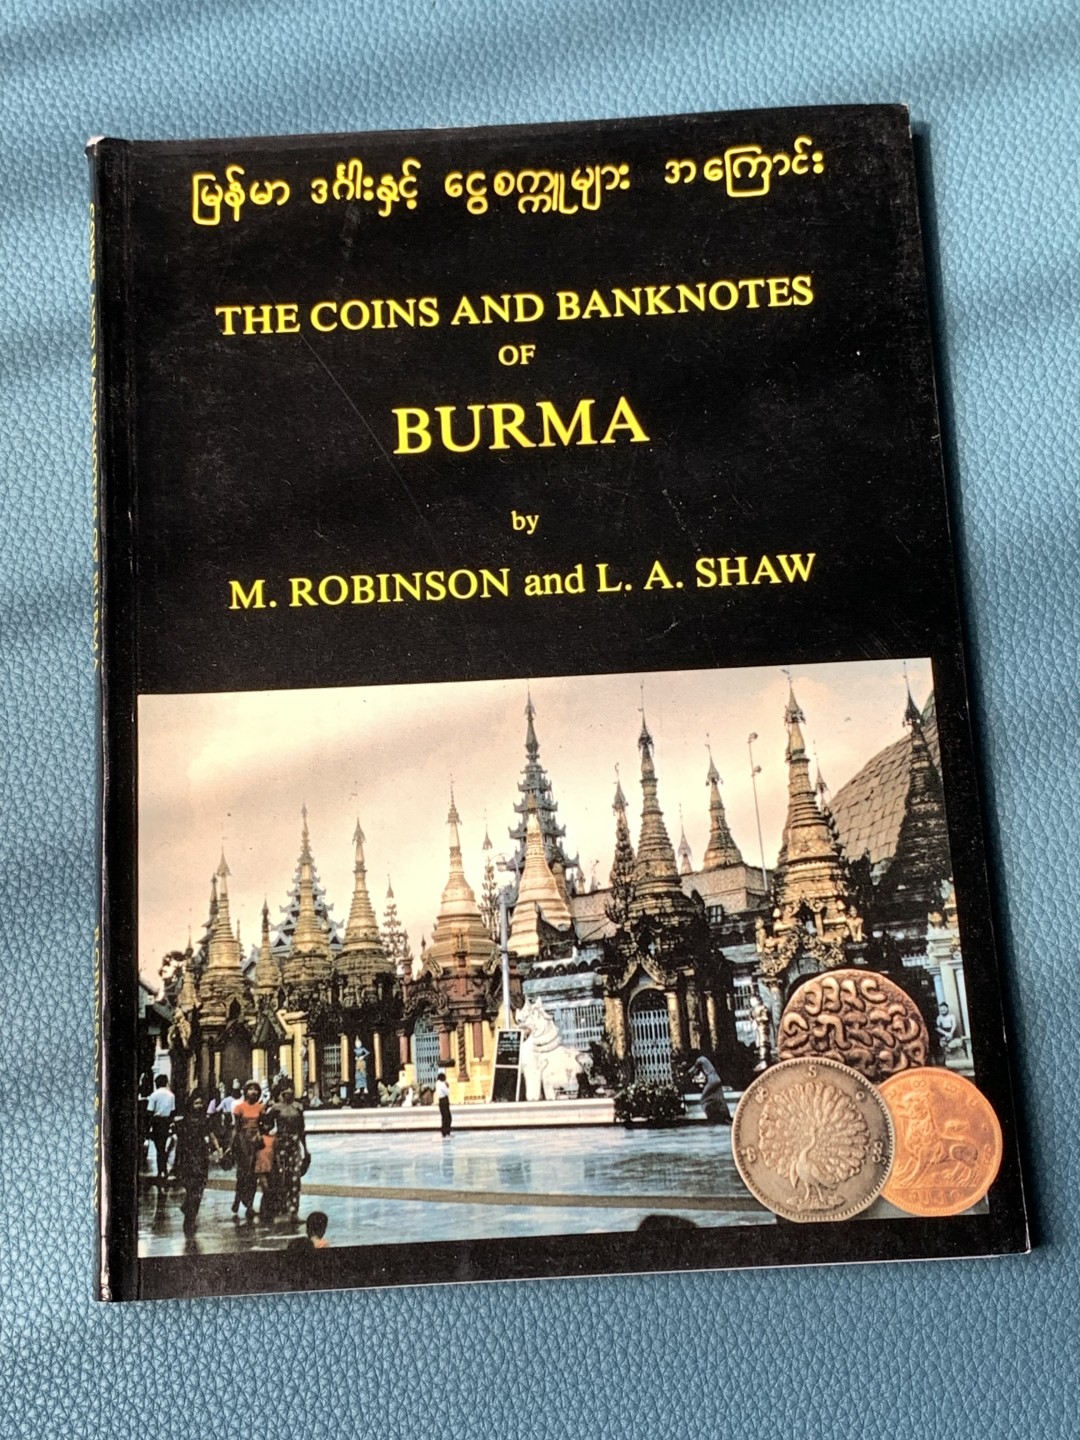 မြန်မာ ဒင်္ဂါးနှင့် ငွေစက္ကူများ အကြောင်း
THE COINS AND BANKNOTES
OF
BURMA
by
M. ROBINSON and L. A. SHAW